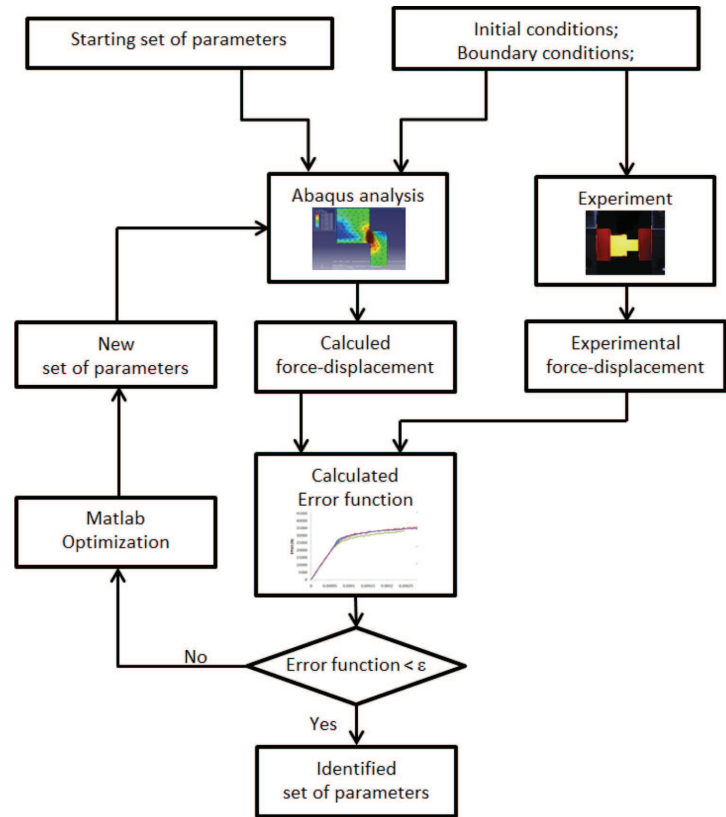 Starting set of parameters
Initial conditions;
Boundary conditions;
Abaqus analysis
Experiment
New
set of parameters
Calculed
force-displacement
Experimental
force-displacement
Calculated
Error function
Matlab
Optimization
No
Error function < ε
Yes
Identified
set of parameters